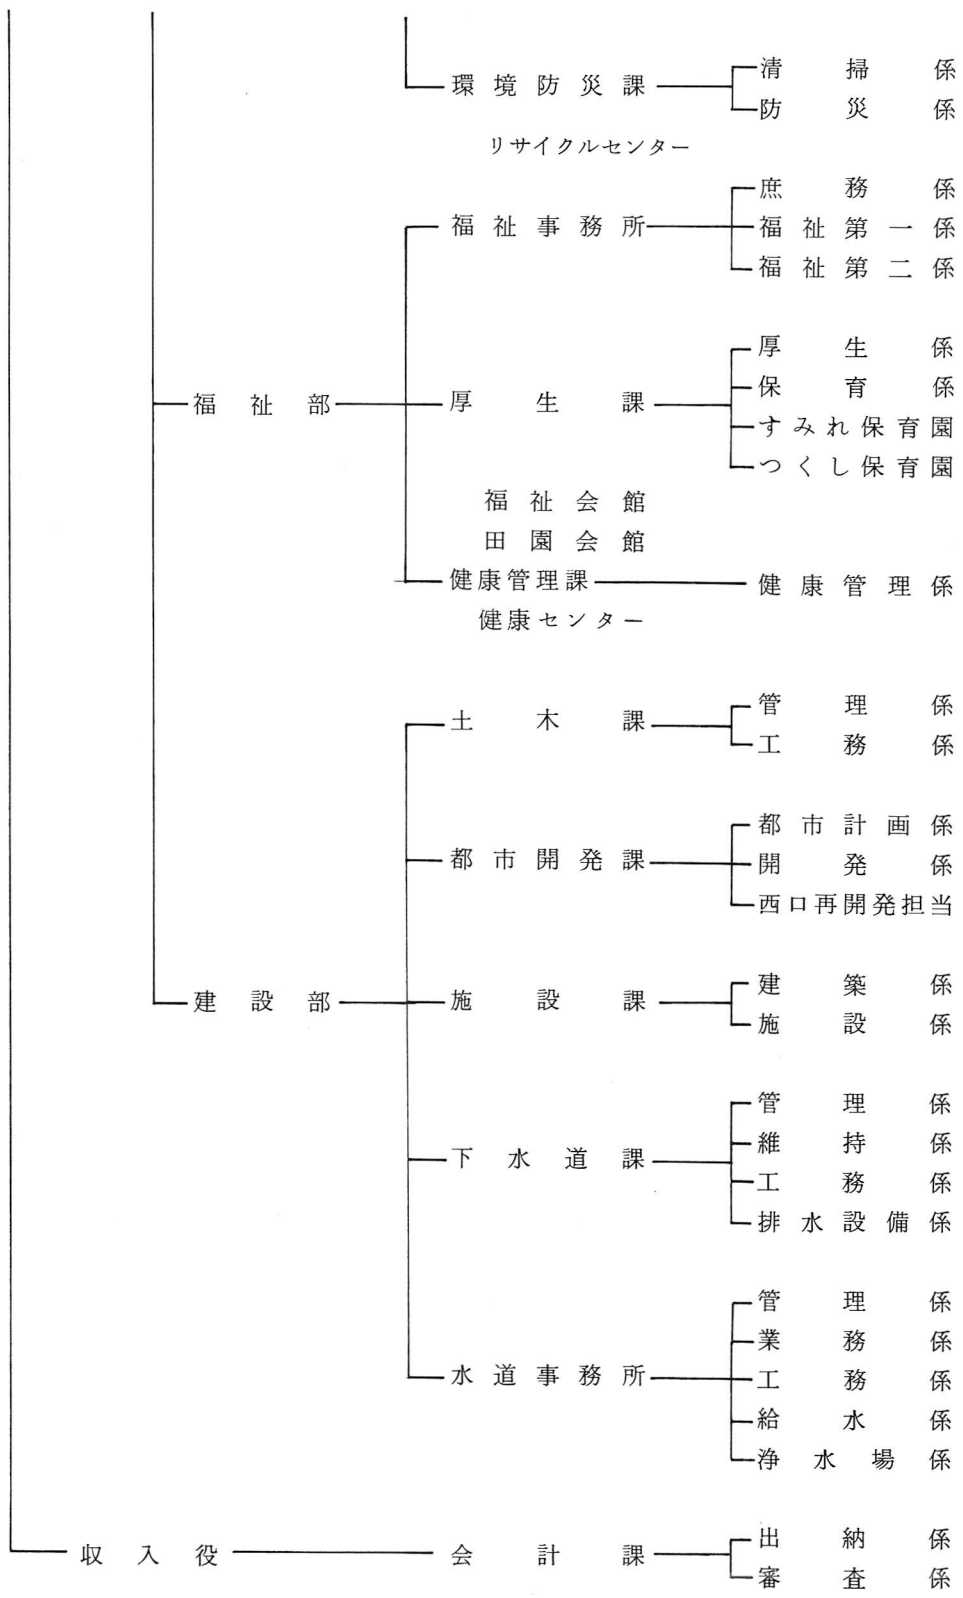 環境防災課
清掃係
防災係
リサイクルセンター
福祉部
福祉事務所
庶務係
福祉第一係
福祉第二係
厚生課
厚生係
保育係
すみれ保育園
つくし保育園
福祉会館
田園会館
健康管理課
健康管理係
健康センター
建設部
土木課
管理係
工務係
都市開発課
都市計画係
開発係
西口再開発担当
施設課
建築係
施設係
下水道課
管理係
維持係
工務係
排水設備係
水道事務所
管理係
業務係
工務係
給水係
浄水場係
収入役
会計課
出納係
審査係